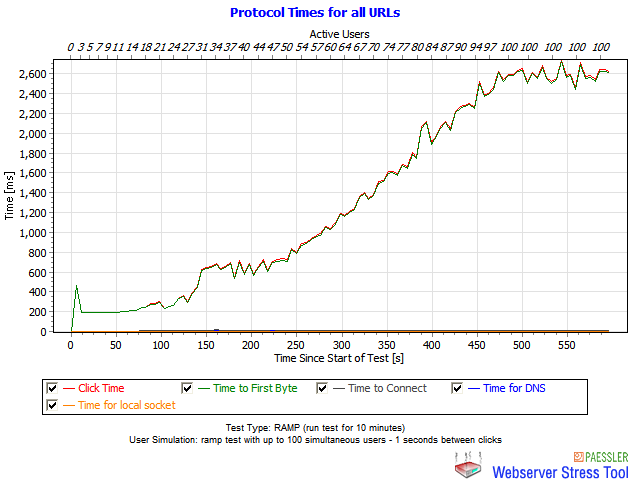 Protocol Times for all URLs
Active Users
0 3 5 7 9 11 14 18 21 24 27 31 34 37 41 44 47 50 54 57 60 64 67 70 74 77 80 84 87 90 94 97 100 100 100 100 100
2,600
2,400
2,200
2,000
1,800
1,600
1,400
1,200
1,000
800
600
400
200
0
Time [ms]
0 50 100 150 200 250 300 350 400 450 500 550
Time Since Start of Test [s]
Click Time Time to First Byte Time to Connect Time for DNS
Time for local socket
Test Type: RAMP (run test for 10 minutes)
User Simulation: ramp test with up to 100 simultaneous users - 1 seconds between clicks
PAESSLER
Webserver Stress Tool